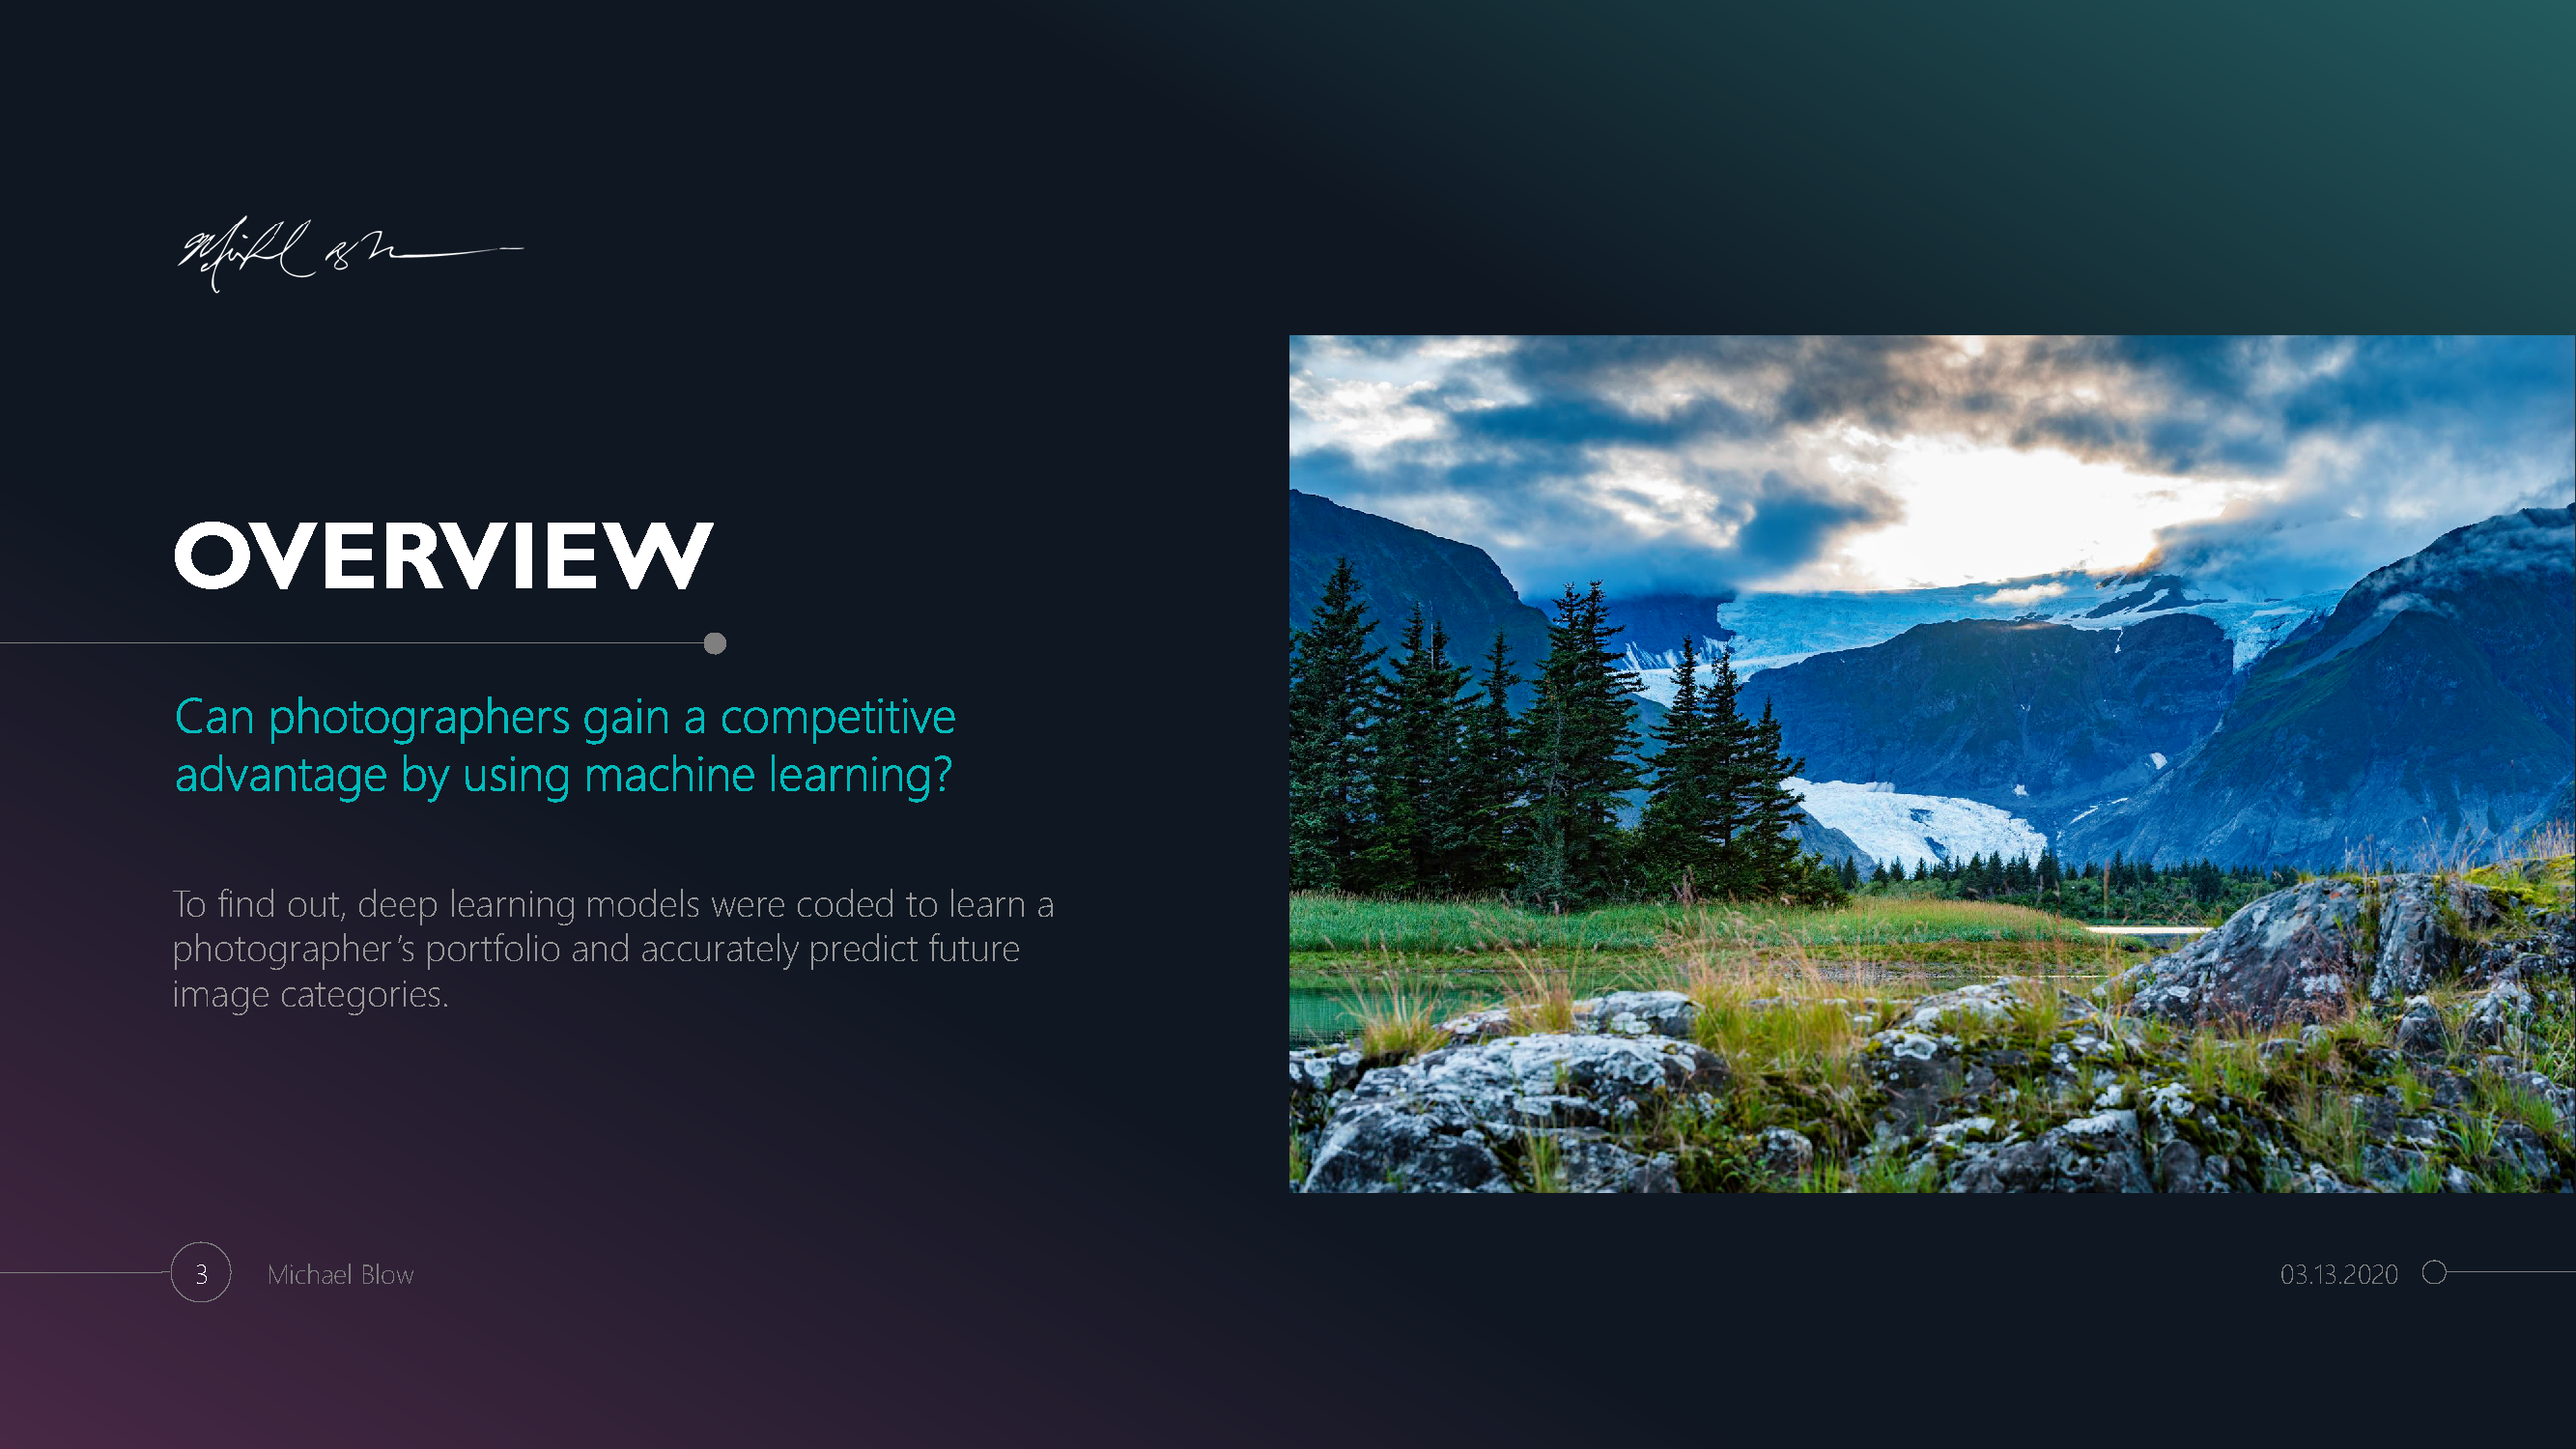 OVERVIEW
Can photographers gain a competitive
advantage by using machine learning?
To find out, deep learning models were coded to learn a
photographer's portfolio and accurately predict future
image categories.
3
Michael Blow
03.13.2020